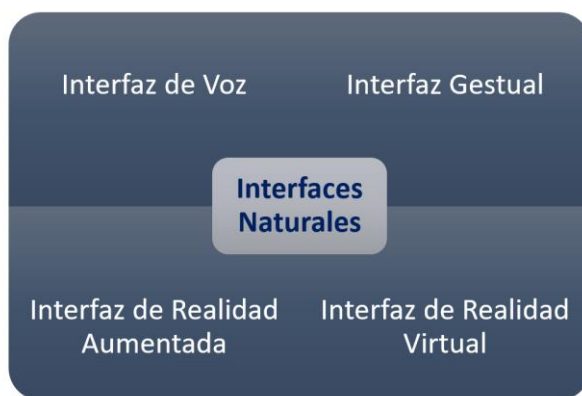 Interfaz de Voz
Interfaz Gestual
Interfaces
Naturales
Interfaz de Realidad
Aumentada
Interfaz de Realidad
Virtual